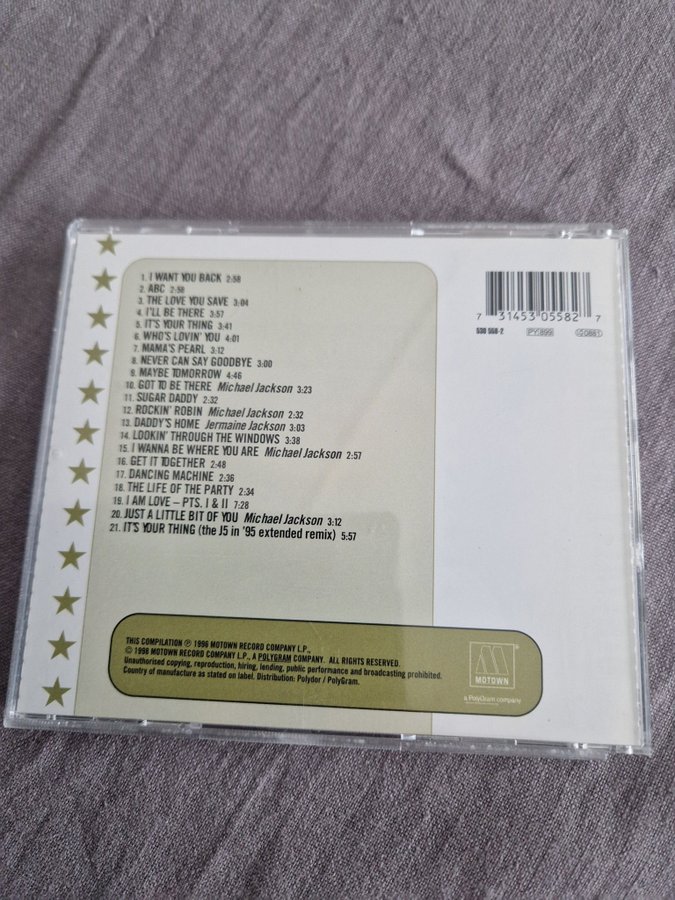 1. I WANT YOU BACK 2:58
2. ABC 2:58
3. THE LOVE YOU SAVE 3:04
4. I'LL BE THERE 3:57
5. IT'S YOUR THING 3:41
6. WHO'S LOVIN' YOU 4:01
7. MAMA'S PEARL 3:12
8. NEVER CAN SAY GOODBYE 3:00
9. MAYBE TOMORROW 4:46
10. GOT TO BE THERE Michael Jackson 3:23
11. SUGAR DADDY 2:32
12. ROCKIN' ROBIN Michael Jackson 2:32
13. DADDY'S HOME Jermaine Jackson 3:03
14. LOOKIN' THROUGH THE WINDOWS 3:38
15. I WANNA BE WHERE YOU ARE Michael Jackson 2:57
16. GET IT TOGETHER 2:48
17. DANCING MACHINE 2:36
18. THE LIFE OF THE PARTY 2:34
19. I AM LOVE – PTS. I & II 7:28
20. JUST A LITTLE BIT OF YOU Michael Jackson 3:12
21. IT'S YOUR THING (the J5 in '95 extended remix) 5:57
7 31453 05582 7
530 558-2 PY 899 G 0881
THIS COMPILATION ℗ 1996 MOTOWN RECORD COMPANY L.P.,
© 1998 MOTOWN RECORD COMPANY L.P., A POLYGRAM COMPANY. ALL RIGHTS RESERVED.
Unauthorised copying, reproduction, hiring, lending, public performance and broadcasting prohibited.
Country of manufacture as stated on label. Distribution: Polydor / PolyGram.
M
MOTOWN
a PolyGram company